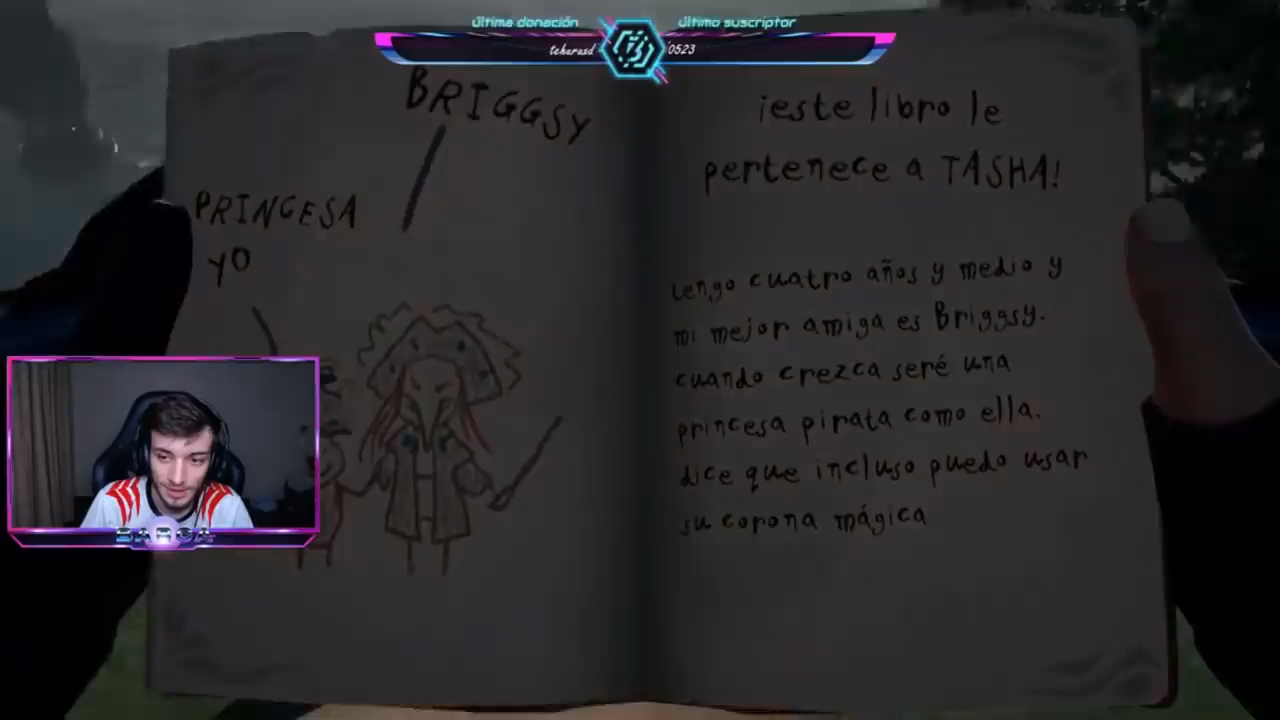 última donación
último suscriptor
tekurasd
0523
BRIGGSY
PRINCESA
YO
¡este libro le
pertenece a TASHA!
tengo cuatro años y medio y
mi mejor amiga es Briggsy.
cuando crezca seré una
princesa pirata como ella.
dice que incluso puedo usar
su corona mágica
BARCA